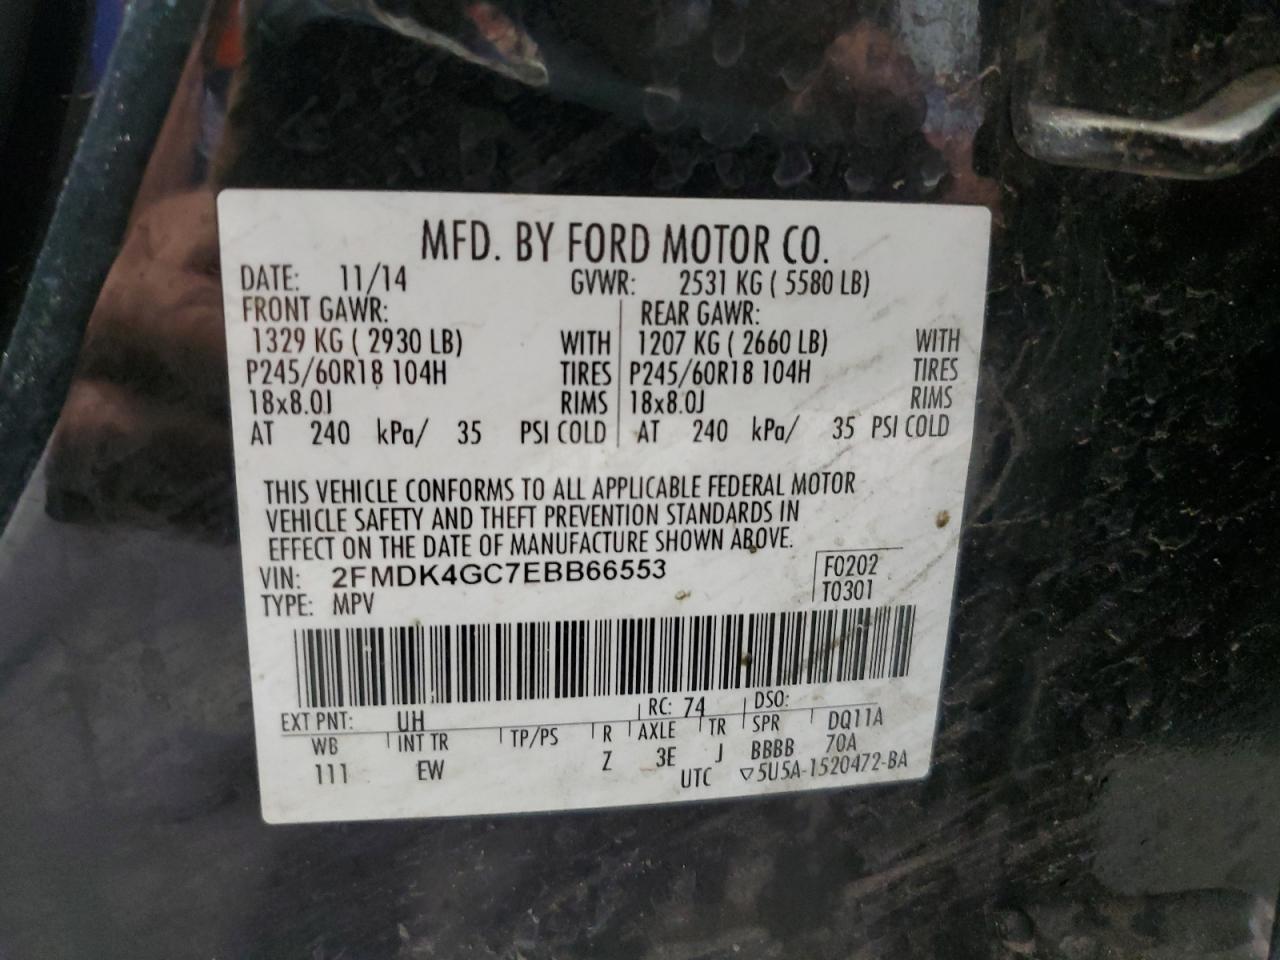 MFD. BY FORD MOTOR CO.
DATE: 11/14 GVWR: 2531 KG ( 5580 LB)
FRONT GAWR: REAR GAWR:
1329 KG ( 2930 LB) WITH 1207 KG ( 2660 LB) WITH
P245/60R18 104H TIRES P245/60R18 104H TIRES
18x8.0J RIMS 18x8.0J RIMS
AT 240 kPa/ 35 PSI COLD AT 240 kPa/ 35 PSI COLD
THIS VEHICLE CONFORMS TO ALL APPLICABLE FEDERAL MOTOR
VEHICLE SAFETY AND THEFT PREVENTION STANDARDS IN
EFFECT ON THE DATE OF MANUFACTURE SHOWN ABOVE.
VIN: 2FMDK4GC7EBB66553 F0202
TYPE: MPV T0301
EXT PNT: UH RC: 74 DSO:
WB INT TR TP/PS R AXLE TR SPR DQ11A
111 EW Z 3E J BBBB 70A
UTC ▽5U5A-1520472-BA